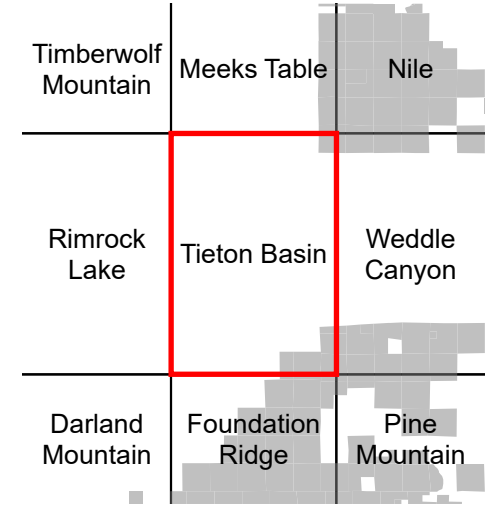 Timberwolf
Mountain
Meeks Table
Nile
Rimrock
Lake
Tieton Basin
Weddle
Canyon
Darland
Mountain
Foundation
Ridge
Pine
Mountain